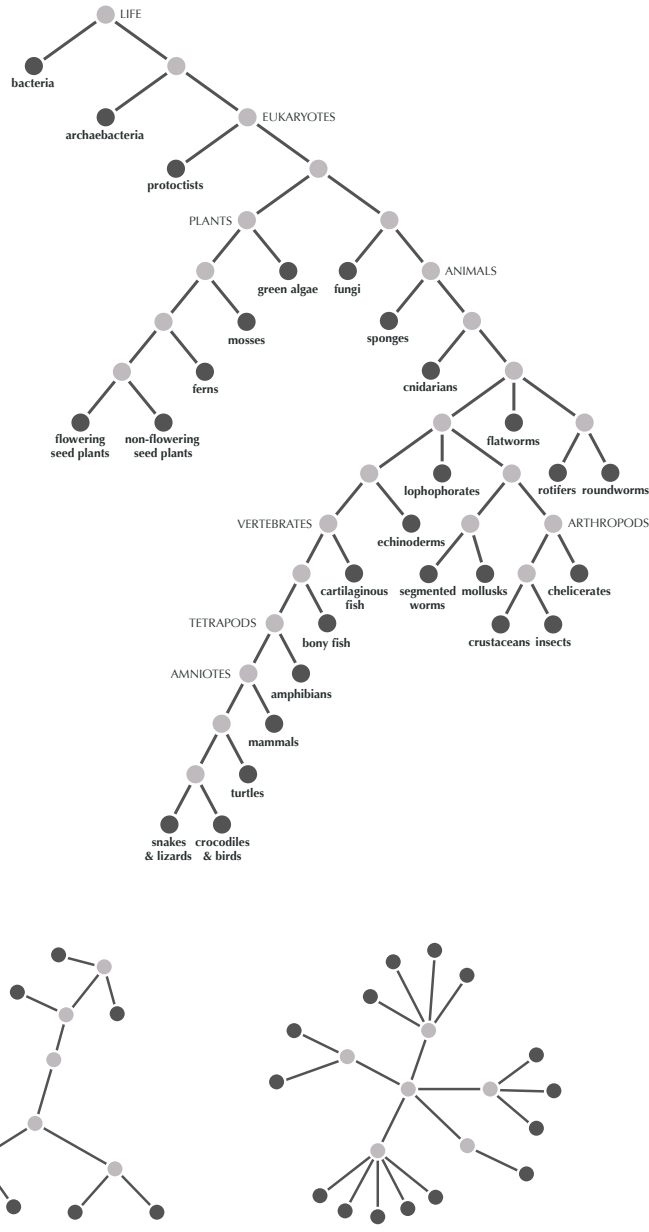 LIFE
bacteria
archaebacteria
EUKARYOTES
protoctists
PLANTS
green algae
fungi
ANIMALS
mosses
sponges
ferns
cnidarians
flowering
seed plants
non-flowering
seed plants
flatworms
lophophorates
rotifers
roundworms
VERTEBRATES
echinoderms
ARTHROPODS
cartilaginous
fish
segmented
worms
mollusks
chelicerates
TETRAPODS
bony fish
crustaceans
insects
AMNIOTES
amphibians
mammals
turtles
snakes
& lizards
crocodiles
& birds